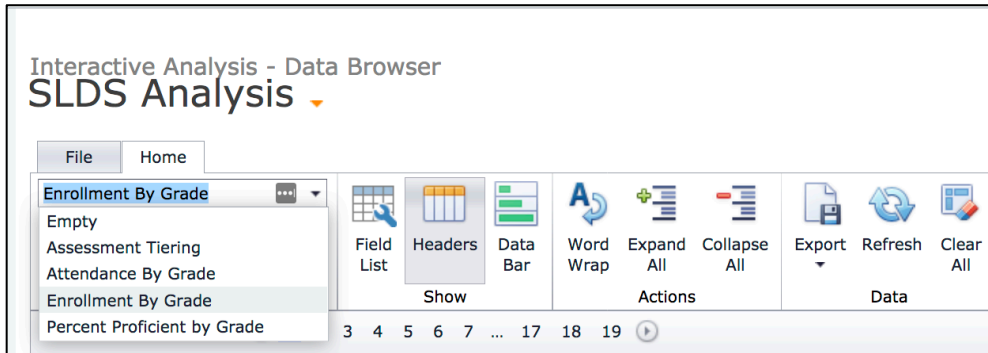 Interactive Analysis - Data Browser
SLDS Analysis
File Home
Enrollment By Grade
Empty
Assessment Tiering
Attendance By Grade
Enrollment By Grade
Percent Proficient by Grade
Field List
Headers
Data Bar
Show
Word Wrap
Expand All
Collapse All
Actions
Export
Refresh
Clear All
Data
3 4 5 6 7 ... 17 18 19